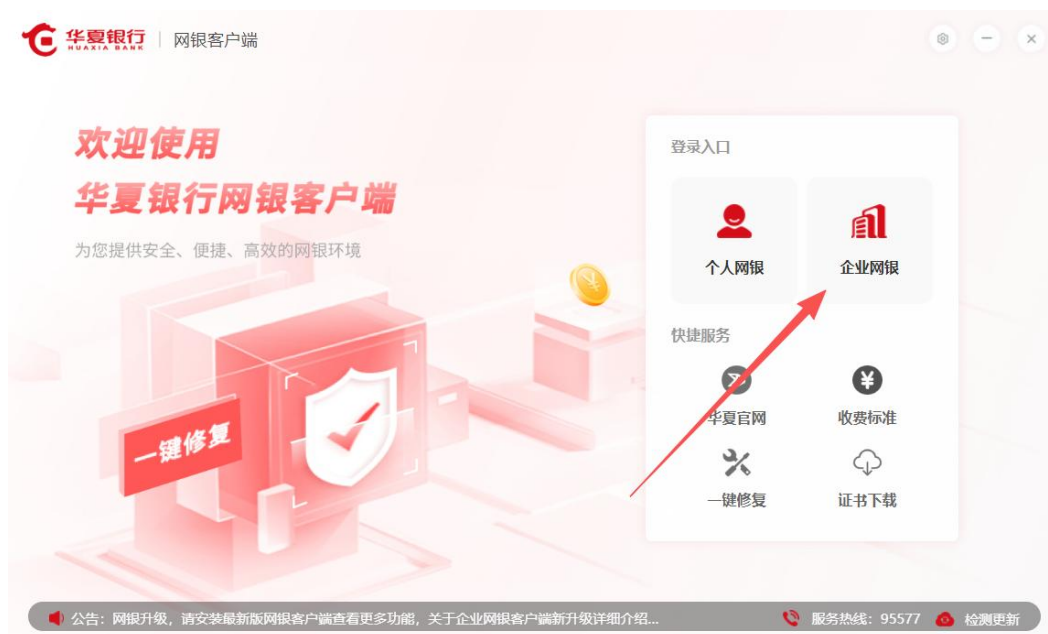 华夏银行
HUAXIA BANK
网银客户端
欢迎使用
华夏银行网银客户端
为您提供安全、便捷、高效的网银环境
一键修复
登录入口
个人网银
企业网银
快捷服务
华夏官网
收费标准
一键修复
证书下载
公告：网银升级，请安装最新版网银客户端查看更多功能，关于企业网银客户端新升级详细介绍...
服务热线：95577
检测更新